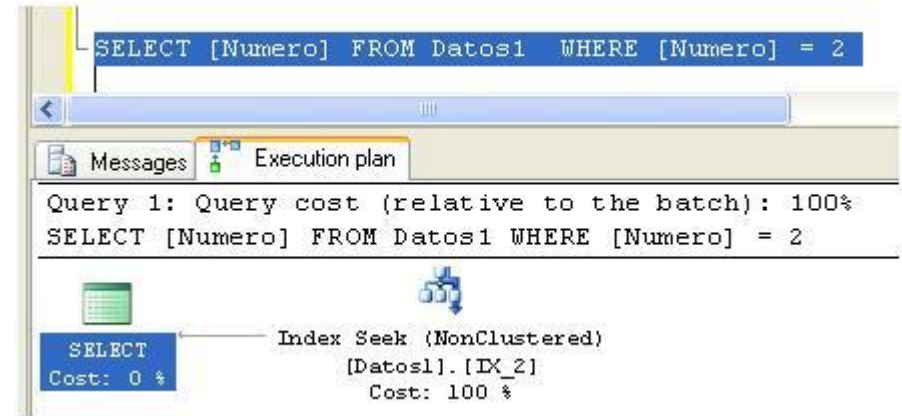 SELECT [Numero] FROM Datos1 WHERE [Numero] = 2
Messages
Execution plan
Query 1: Query cost (relative to the batch): 100%
SELECT [Numero] FROM Datos1 WHERE [Numero] = 2
SELECT
Cost: 0 %
Index Seek (NonClustered)
[Datos1].[IX_2]
Cost: 100 %